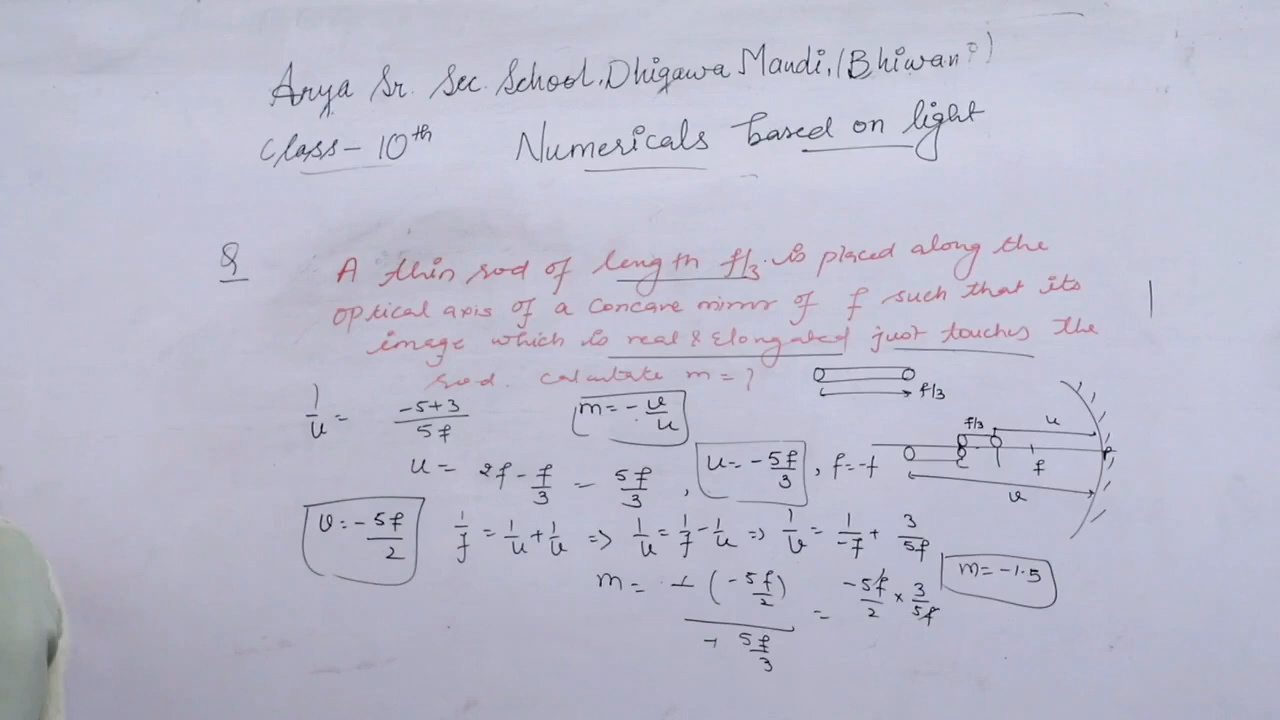 Arya Sr. Sec. School, Dhigawa Mandi, (Bhiwani)
Class - 10th Numericals based on light
Q A thin rod of length f/3 is placed along the
optical axis of a concave mirror of f such that its
image which is real & Elongated just touches the
rod. Calculate m = ?
f/3
1/v = (-5+3)/5f
m = -v/u
f/3 u
f P
v
u = 2f - f/3 = 5f/3 , u = -5f/3 , f = -f
v = -5f/2
1/f = 1/u + 1/v => 1/v = 1/f - 1/u => 1/v = 1/-f + 3/5f
m = -(-5f/2) / -5f/3 = -5f/2 × 3/5f
m = -1.5